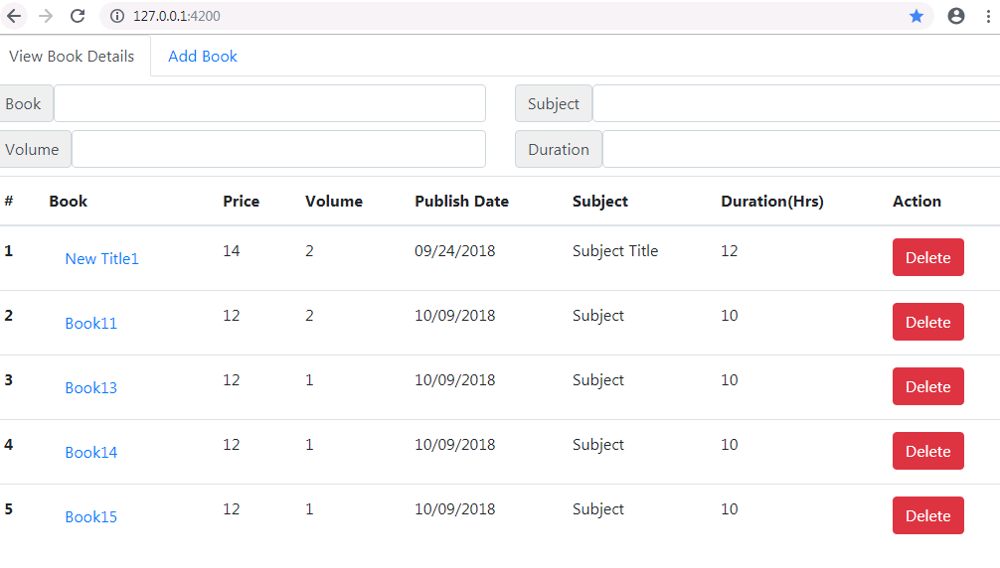 127.0.0.1:4200
View Book Details Add Book
Book Subject
Volume Duration
# Book Price Volume Publish Date Subject Duration(Hrs) Action
1 New Title1 14 2 09/24/2018 Subject Title 12 Delete
2 Book11 12 2 10/09/2018 Subject 10 Delete
3 Book13 12 1 10/09/2018 Subject 10 Delete
4 Book14 12 1 10/09/2018 Subject 10 Delete
5 Book15 12 1 10/09/2018 Subject 10 Delete